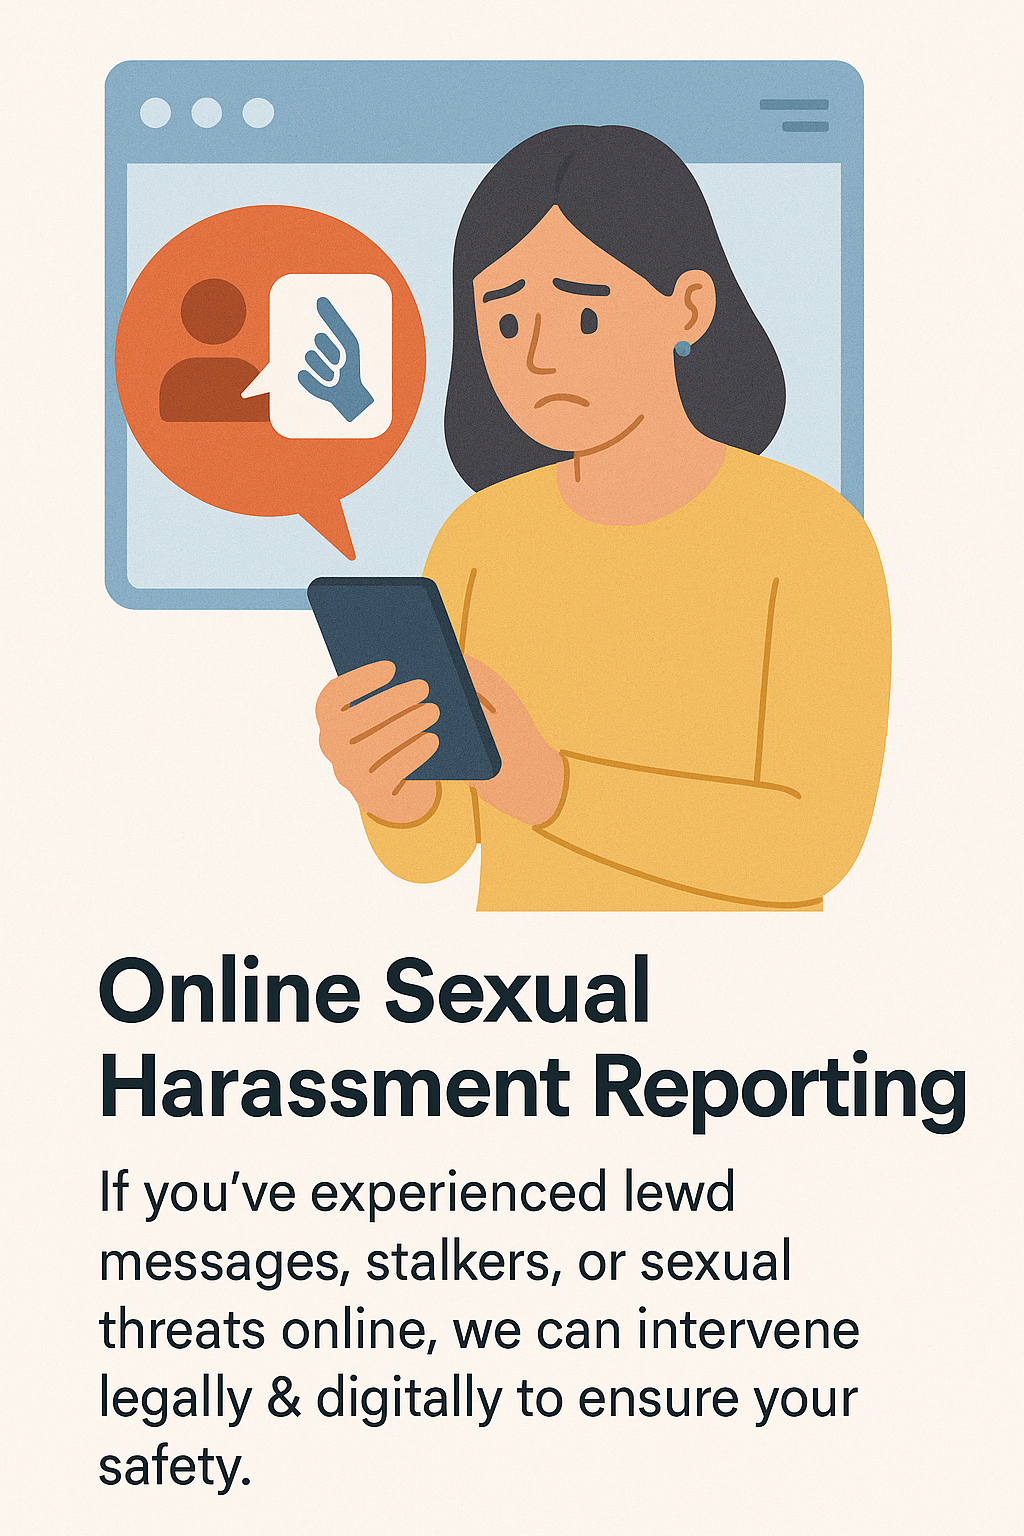 Online Sexual
Harassment Reporting
If you’ve experienced lewd
messages, stalkers, or sexual
threats online, we can intervene
legally & digitally to ensure your
safety.